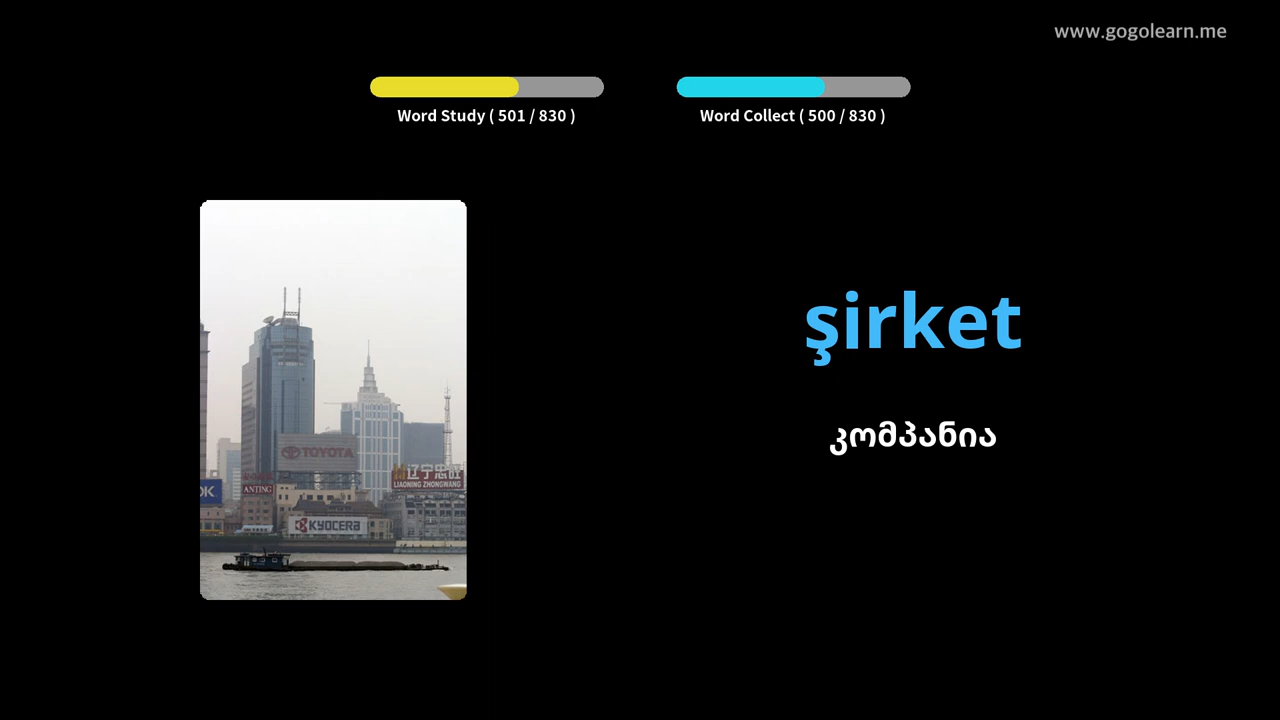 www.gogolearn.me
Word Study ( 501 / 830 )
Word Collect ( 500 / 830 )
şirket
კომპანია
TOYOTA
OK
ANTING
辽宁忠旺
LIAONING ZHONGWANG
KYOCERA